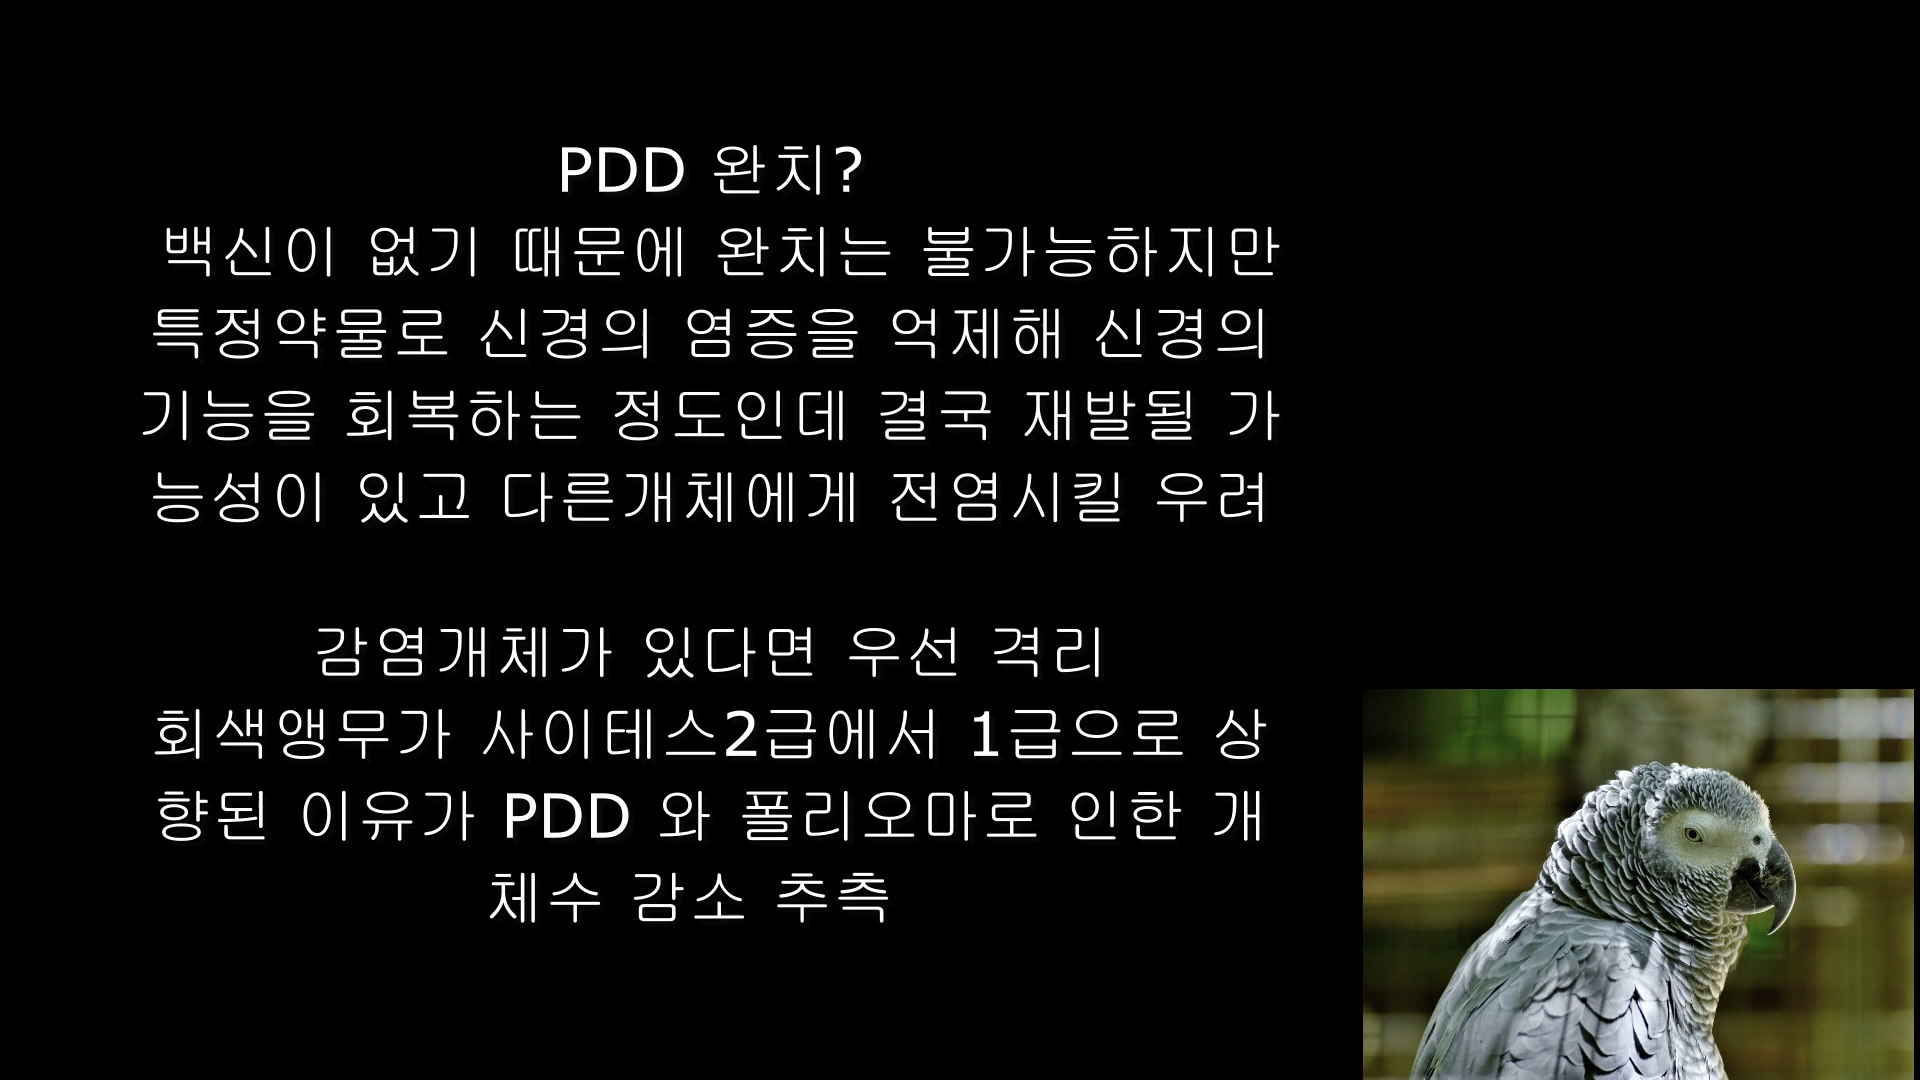 PDD 완치?
백신이 없기 때문에 완치는 불가능하지만
특정약물로 신경의 염증을 억제해 신경의
기능을 회복하는 정도인데 결국 재발될 가
능성이 있고 다른개체에게 전염시킬 우려
감염개체가 있다면 우선 격리
회색앵무가 사이테스2급에서 1급으로 상
향된 이유가 PDD 와 폴리오마로 인한 개
체수 감소 추측